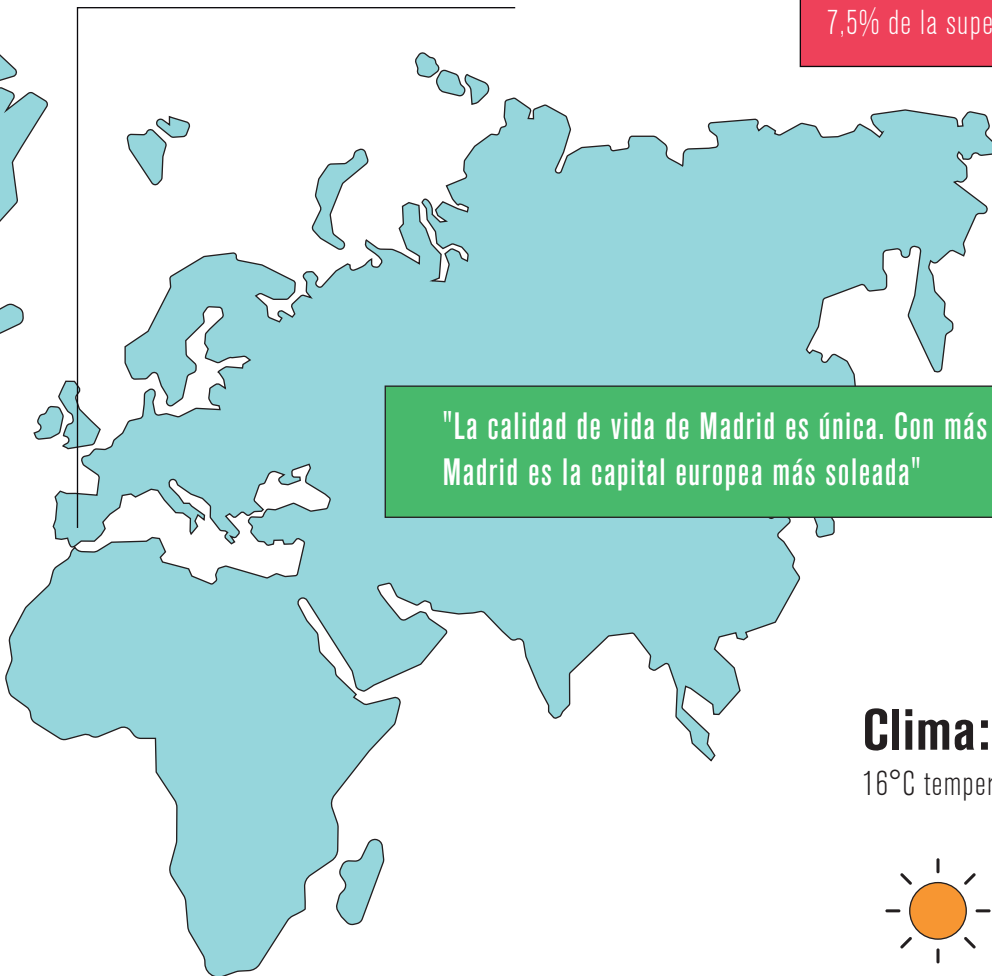 7,5% de la supe
"La calidad de vida de Madrid es única. Con más
Madrid es la capital europea más soleada"
Clima:
16°C temper